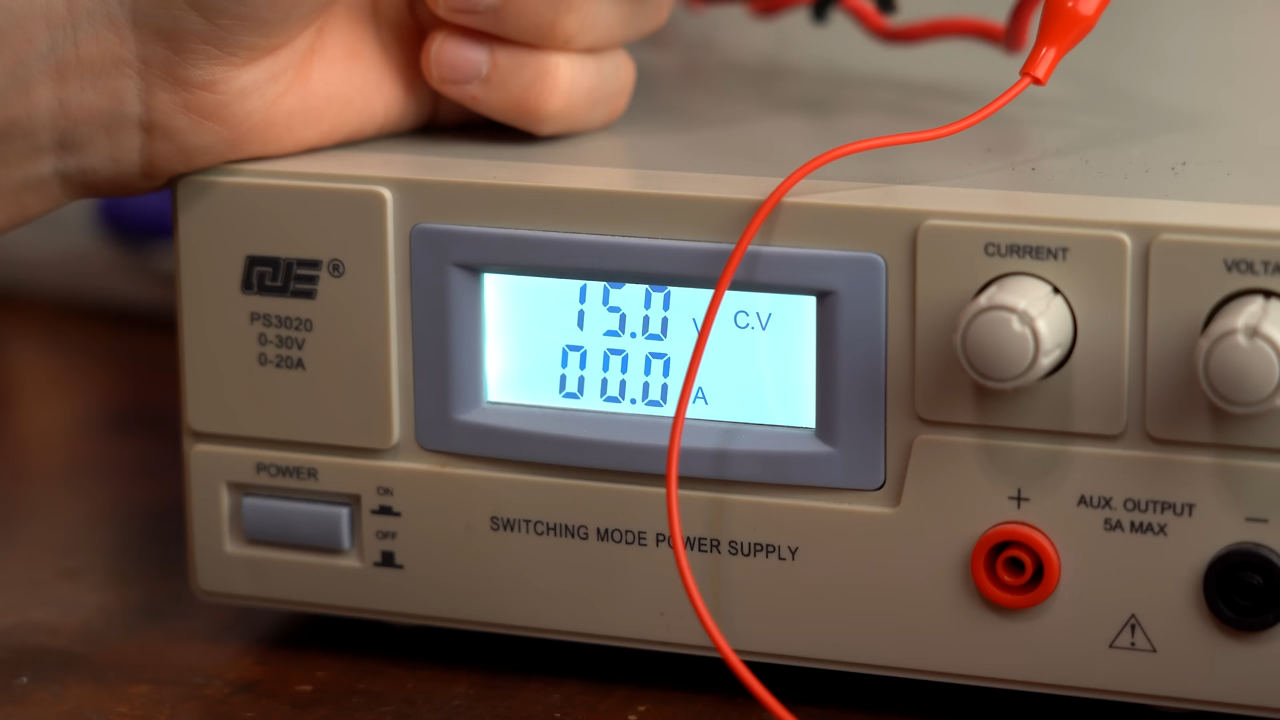 ®
PS3020
0-30V
0-20A
15.0 V C.V
00.0 A
CURRENT
POWER
ON
OFF
SWITCHING MODE POWER SUPPLY
+
AUX. OUTPUT
5A MAX
−